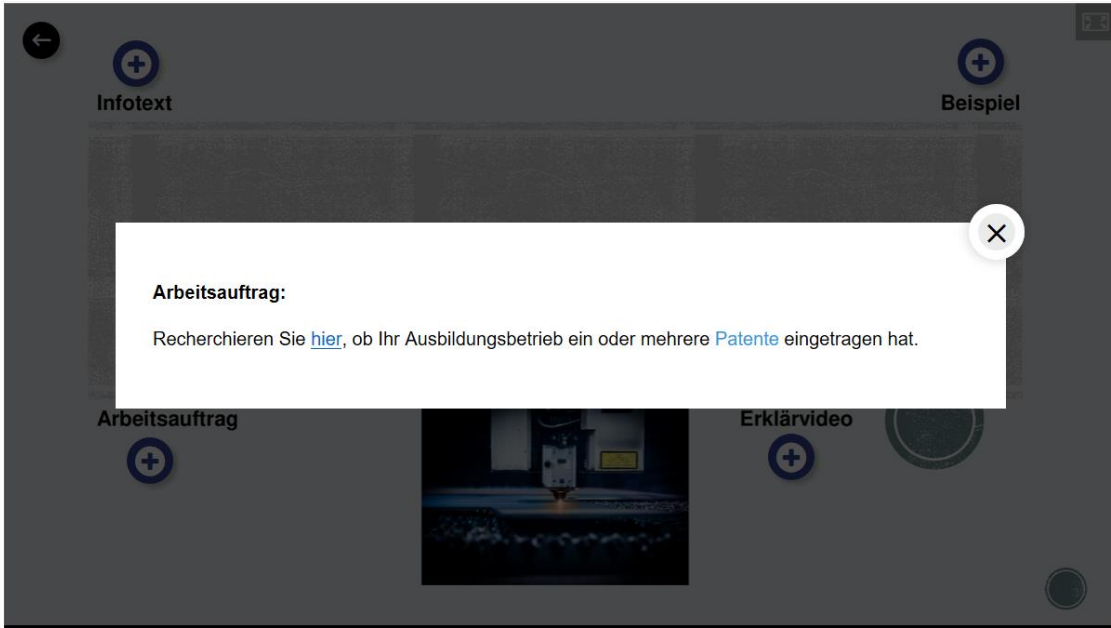 Infotext
Beispiel
Arbeitsauftrag:
Recherchieren Sie hier, ob Ihr Ausbildungsbetrieb ein oder mehrere Patente eingetragen hat.
Arbeitsauftrag
Erklärvideo